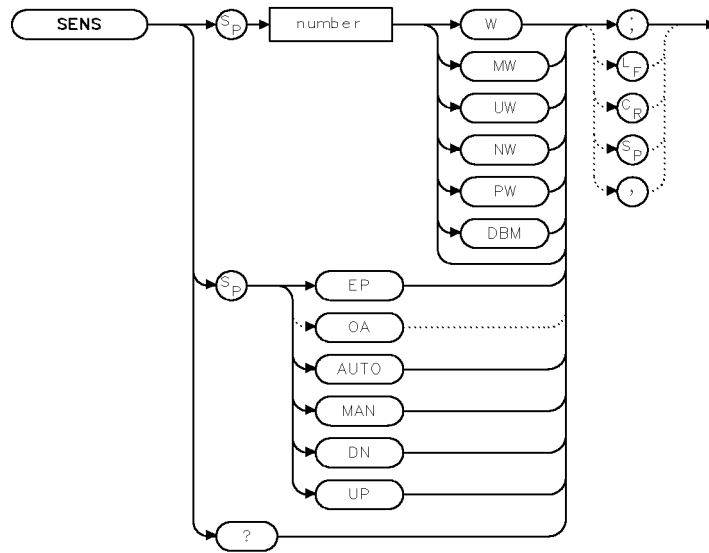 SENS SP number W ;
MW LF
UW CR
NW SP
PW ,
DBM
SP EP
OA
AUTO
MAN
DN
UP
?